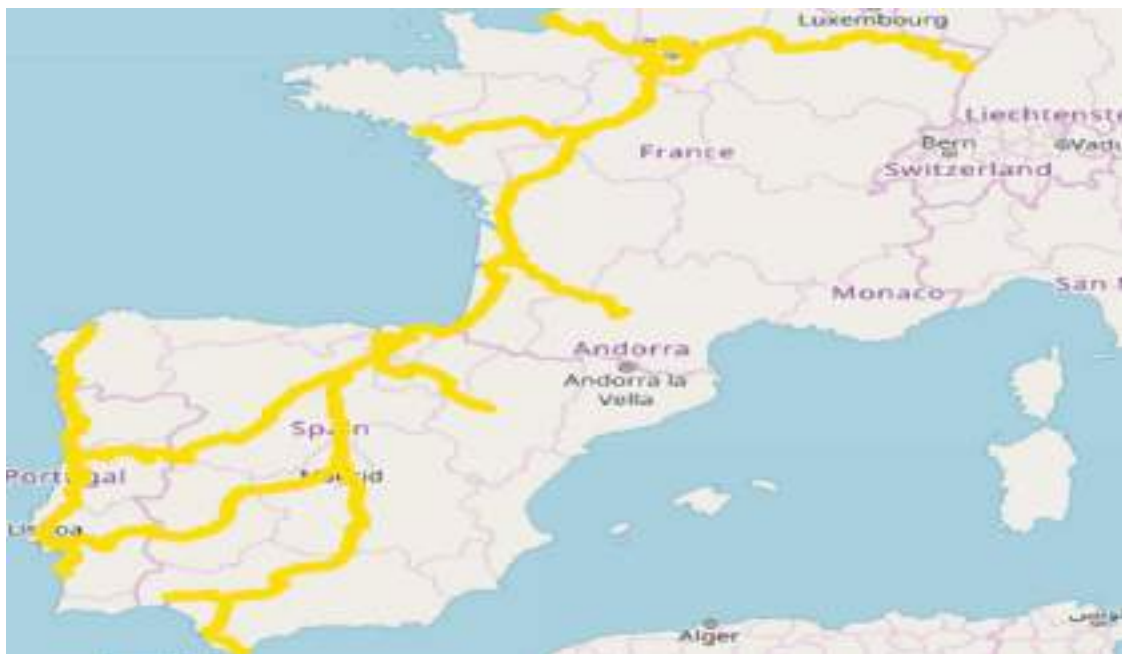 Luxembourg
Liechtenste
France
Bern
Vadu
Switzerland
Monaco
San M
Andorra
Andorra la
Vella
Spain
Portugal
Madrid
Lisboa
Alger